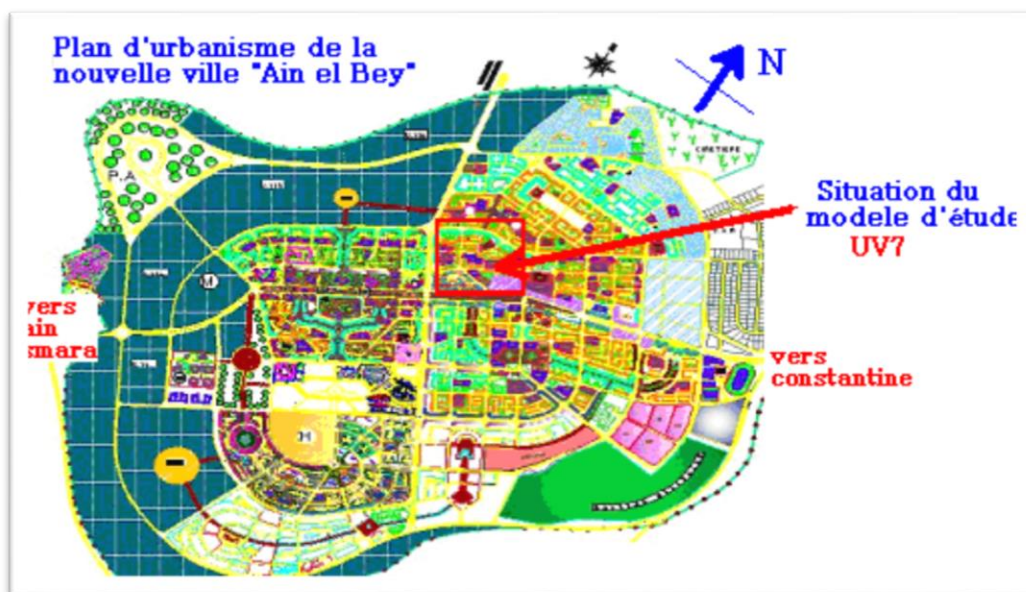 Plan d'urbanisme de la
nouvelle ville "Ain el Bey"
N
CIMETIERE
P.A
Situation du
modele d'étude
UV7
M
vers
ain
smara
vers
constantine
H